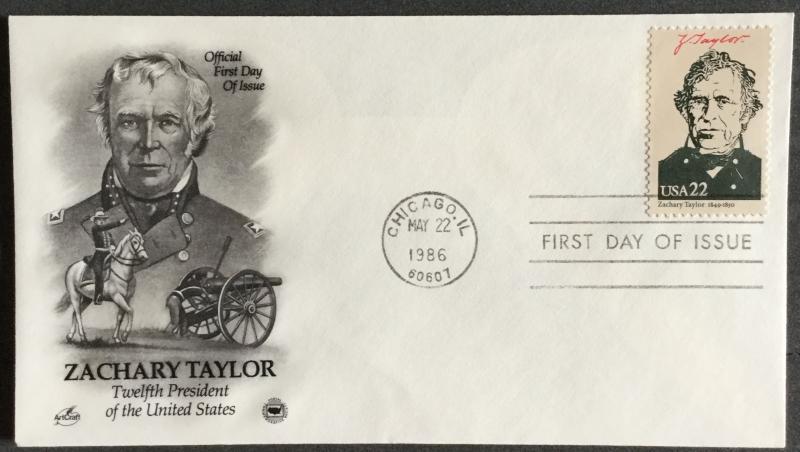 Official
First Day
Of Issue
ZACHARY TAYLOR
Twelfth President
of the United States
ArtCraft
CHICAGO, IL
MAY 22
1986
60607
Z. Taylor.
USA 22
Zachary Taylor 1849-1850
FIRST DAY OF ISSUE